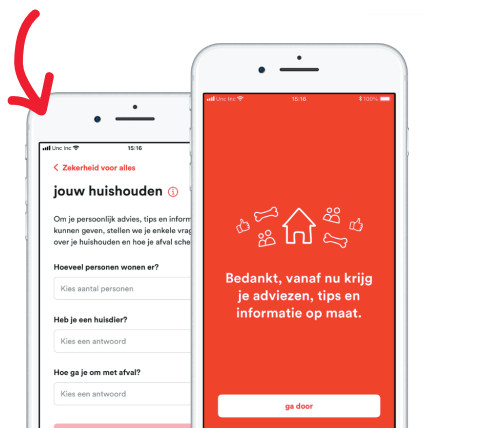 Unc Inc
15:16
Zekerheid voor alles
jouw huishouden
Om je persoonlijk advies, tips en inform
kunnen geven, stellen we je enkele vrag
over je huishouden en hoe je afval sche
Hoeveel personen wonen er?
Kies aantal personen
Heb je een huisdier?
Kies een antwoord
Hoe ga je om met afval?
Kies een antwoord
Unc Inc 15:16 100%
Bedankt, vanaf nu krijg
je adviezen, tips en
informatie op maat.
ga door